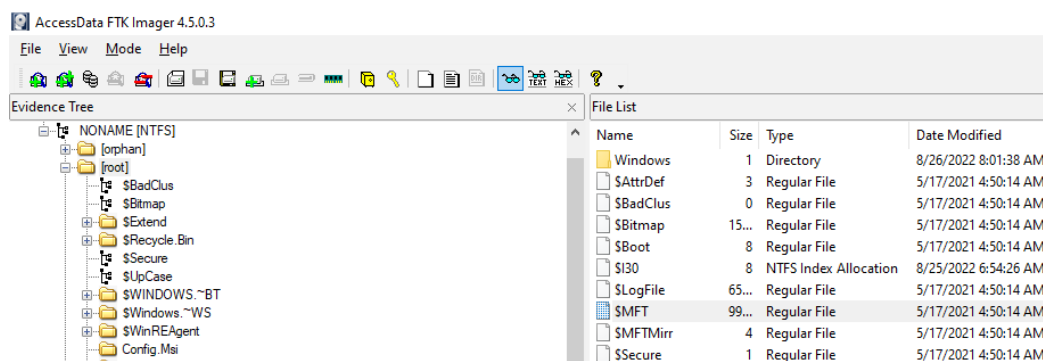 AccessData FTK Imager 4.5.0.3
File View Mode Help
Evidence Tree
NONAME [NTFS]
[orphan]
[root]
$BadClus
$Bitmap
$Extend
$Recycle.Bin
$Secure
$UpCase
$WINDOWS.~BT
$Windows.~WS
$WinREAgent
Config.Msi
File List
Name Size Type Date Modified
Windows 1 Directory 8/26/2022 8:01:38 AM
$AttrDef 3 Regular File 5/17/2021 4:50:14 AM
$BadClus 0 Regular File 5/17/2021 4:50:14 AM
$Bitmap 15... Regular File 5/17/2021 4:50:14 AM
$Boot 8 Regular File 5/17/2021 4:50:14 AM
$I30 8 NTFS Index Allocation 8/25/2022 6:54:26 AM
$LogFile 65... Regular File 5/17/2021 4:50:14 AM
$MFT 99... Regular File 5/17/2021 4:50:14 AM
$MFTMirr 4 Regular File 5/17/2021 4:50:14 AM
$Secure 1 Regular File 5/17/2021 4:50:14 AM